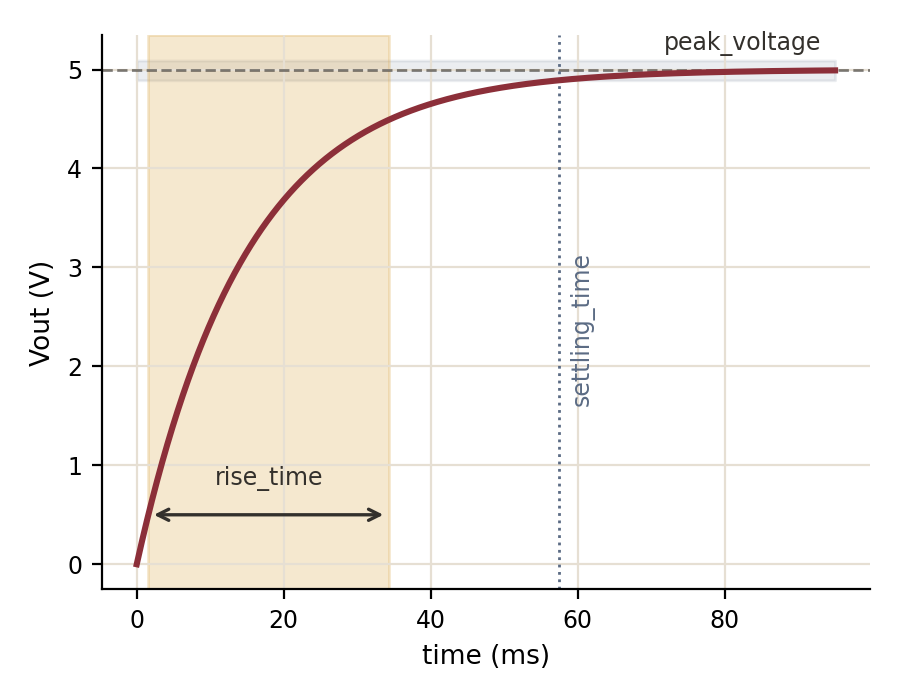 peak_voltage
5
4
3
2
1
0
Vout (V)
settling_time
rise_time
0 20 40 60 80
time (ms)